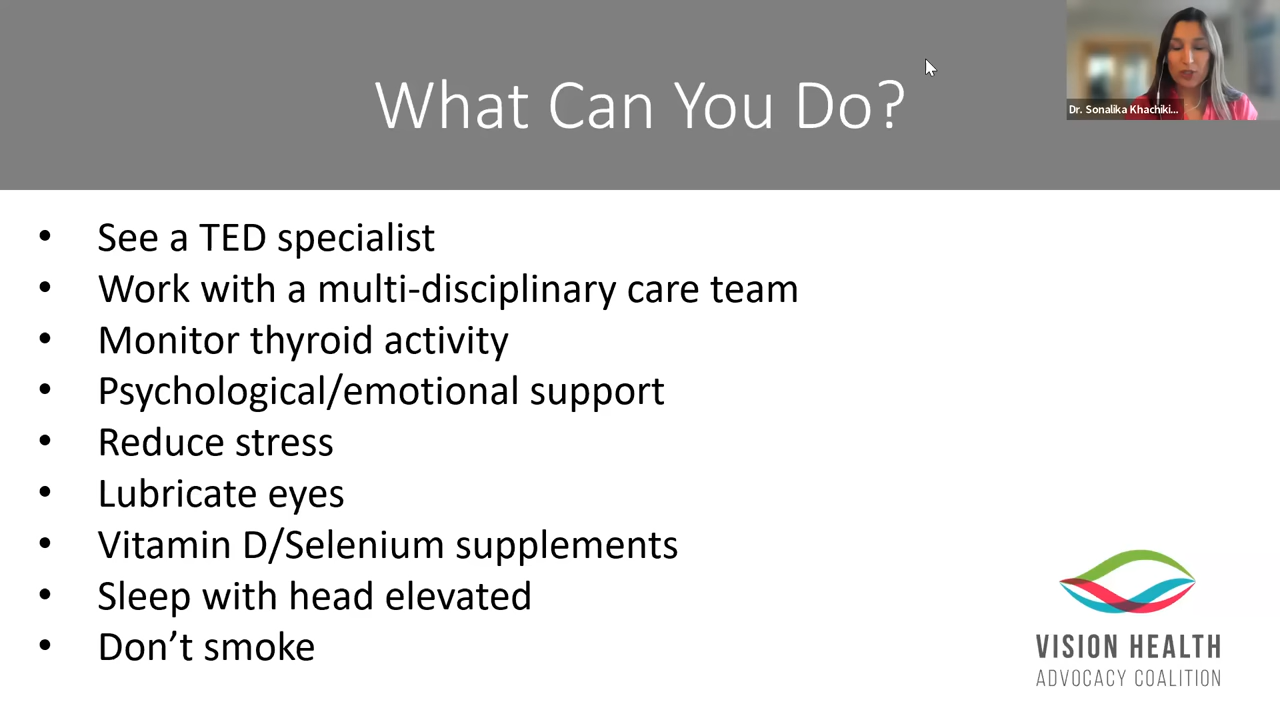 What Can You Do?
Dr. Sonalika Khachiki...
• See a TED specialist
• Work with a multi-disciplinary care team
• Monitor thyroid activity
• Psychological/emotional support
• Reduce stress
• Lubricate eyes
• Vitamin D/Selenium supplements
• Sleep with head elevated
• Don’t smoke
VISION HEALTH
ADVOCACY COALITION